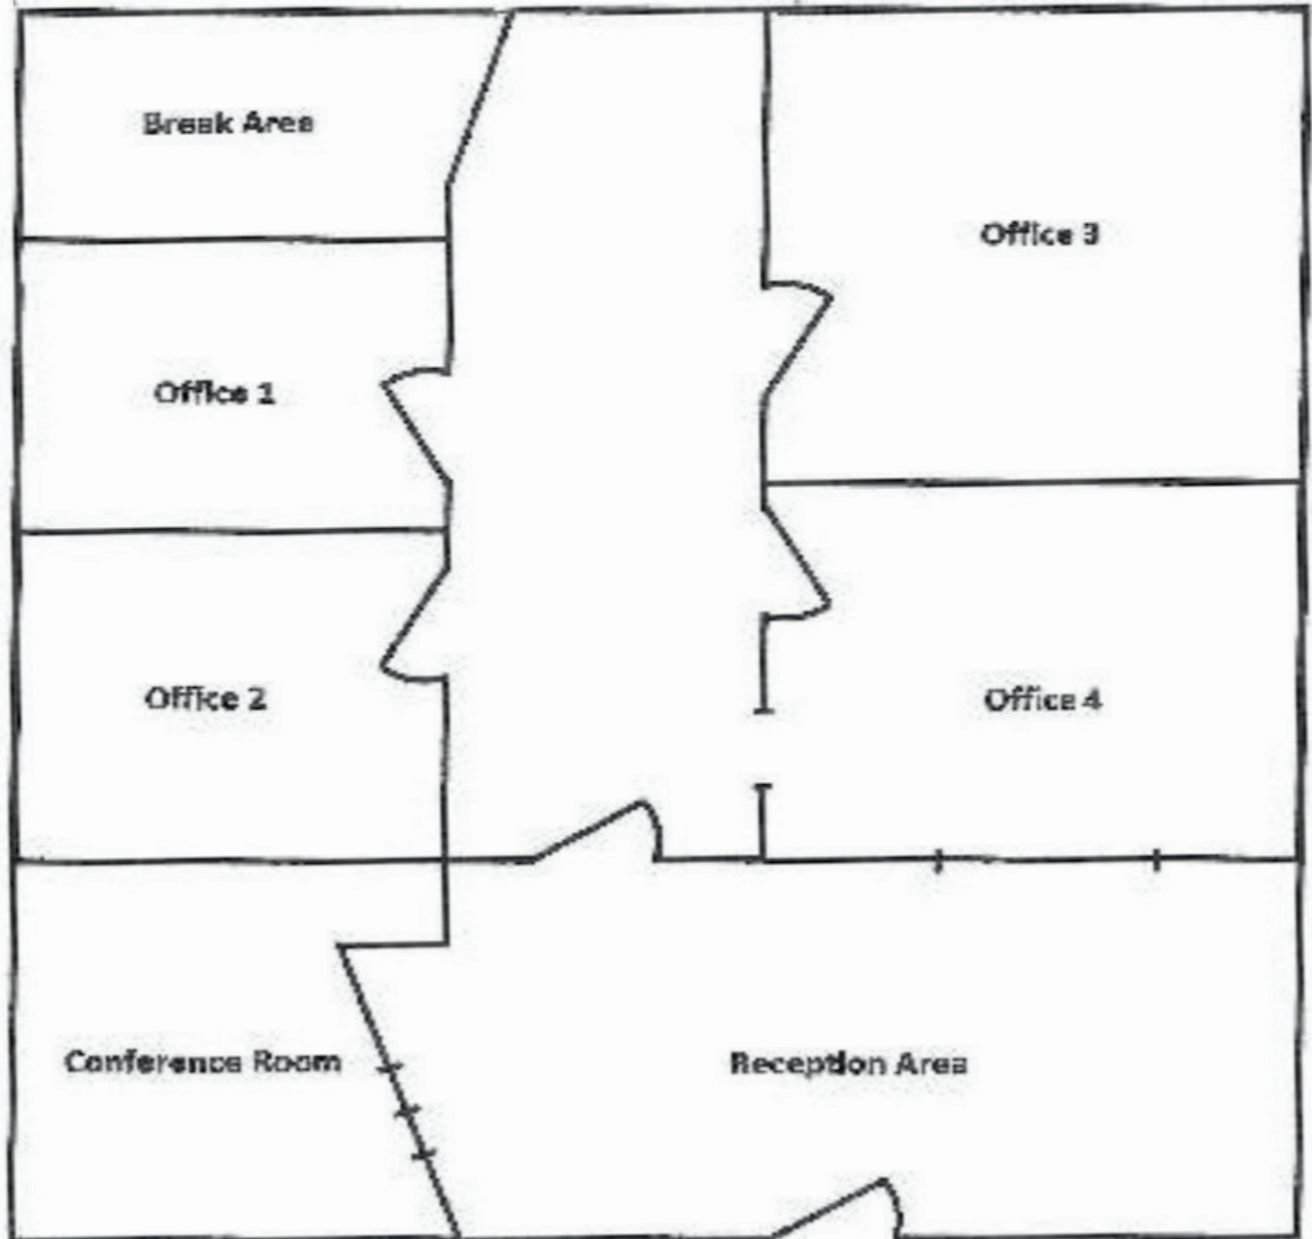 Break Area
Office 3
Office 1
Office 2
Office 4
Conference Room
Reception Area